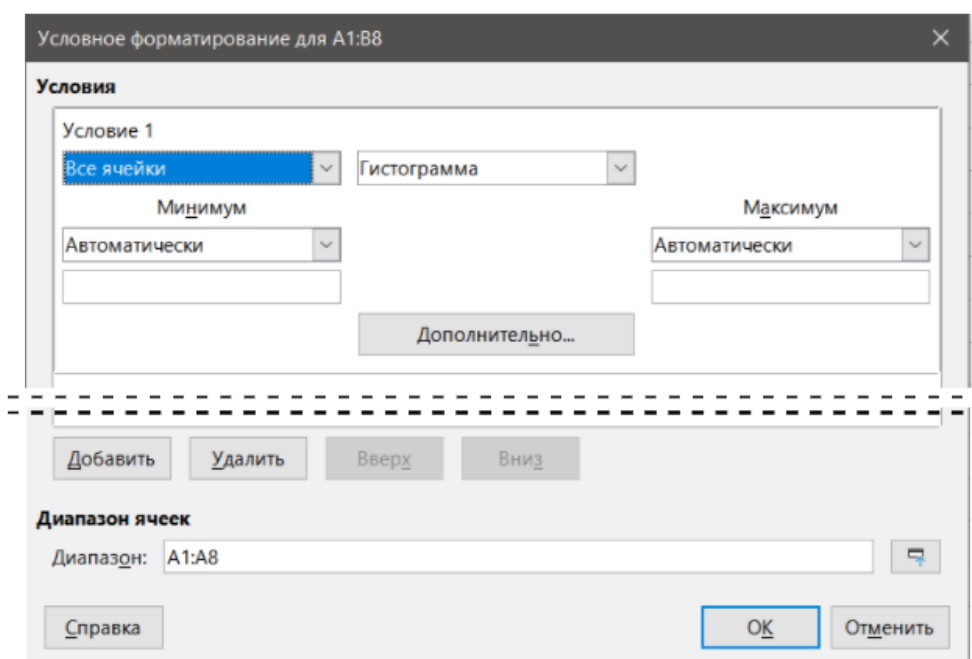 Условное форматирование для A1:B8
Условия
Условие 1
Все ячейки Гистограмма
Минимум Максимум
Автоматически Автоматически
Дополнительно...
Добавить Удалить Вверх Вниз
Диапазон ячеек
Диапазон: A1:A8
Справка OK Отменить